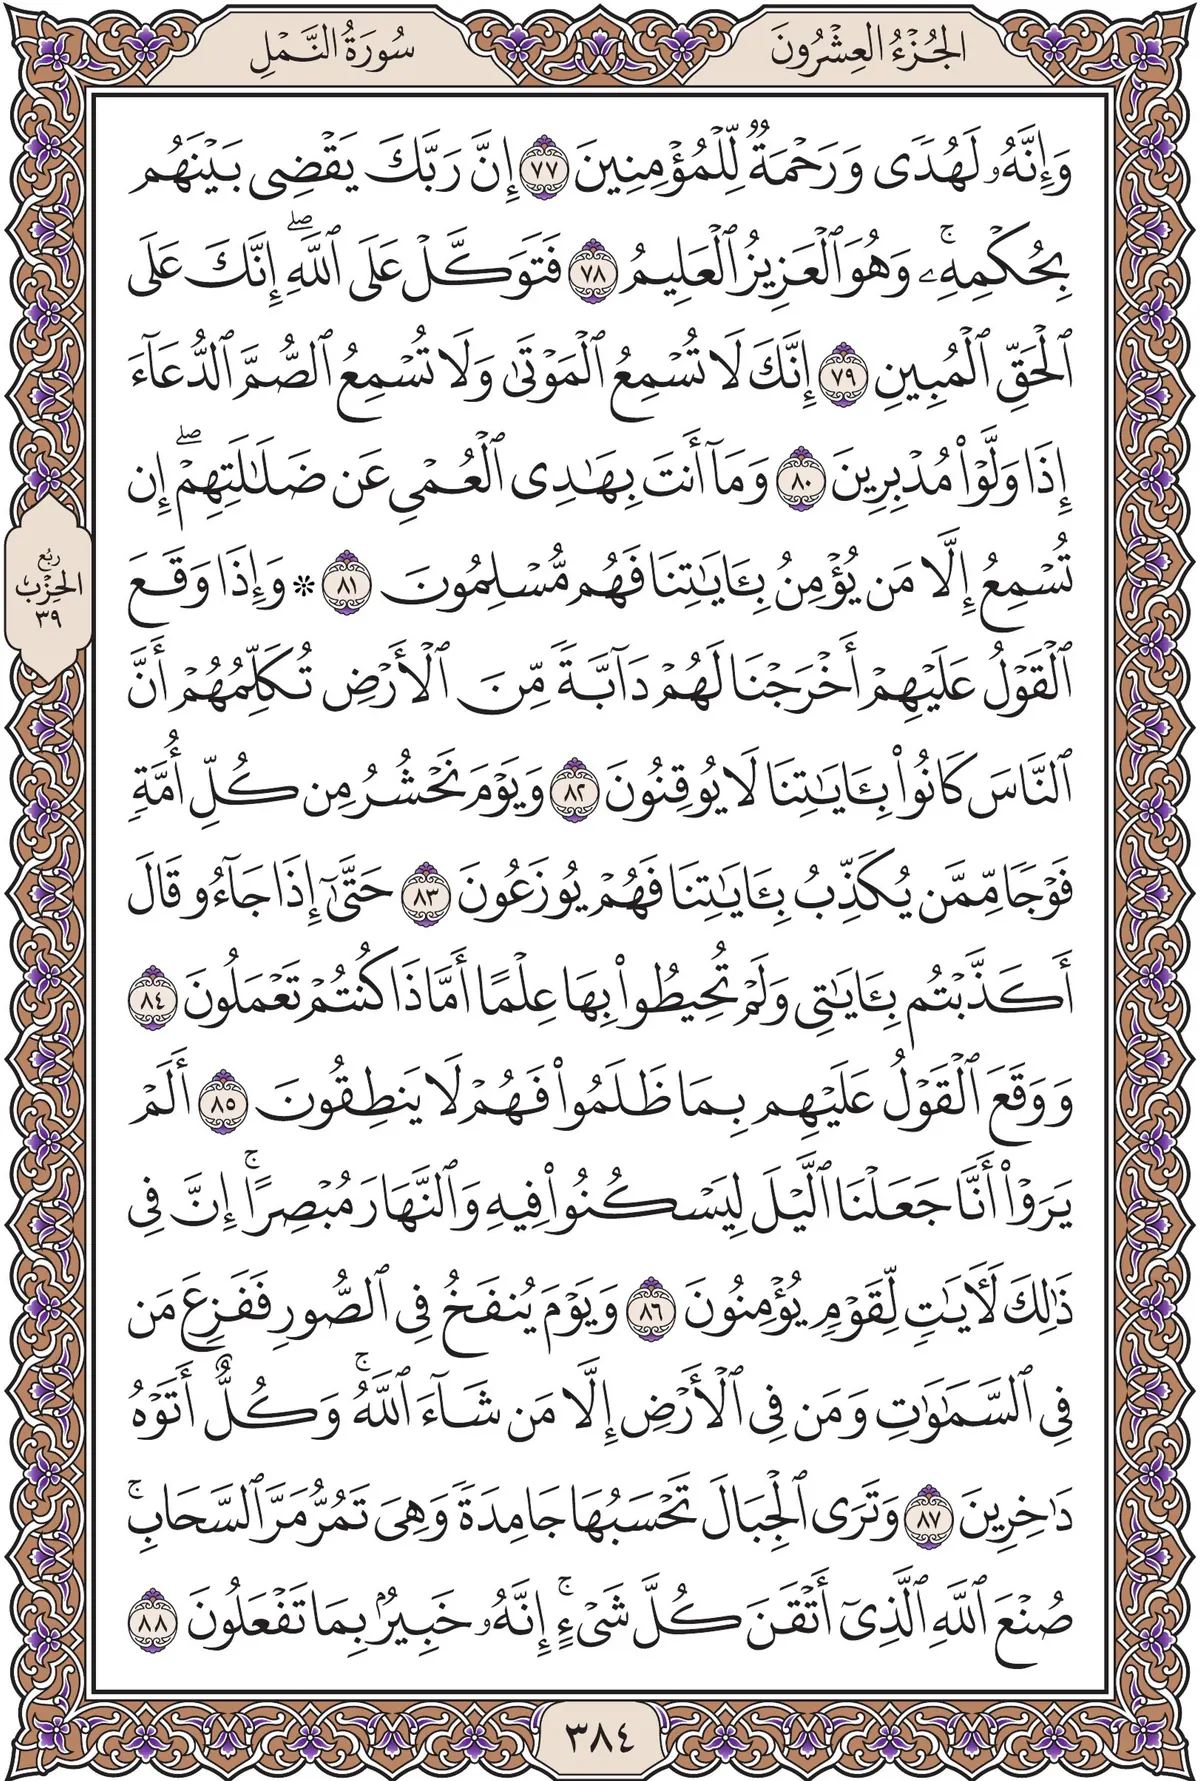 الجُزْءُ العِشْرُونَ
سُورَةُ النَّمْلِ
وَإِنَّهُۥ لَهُدًى وَرَحْمَةٌ لِّلْمُؤْمِنِينَ ٧٧ إِنَّ رَبَّكَ يَقْضِى بَيْنَهُم
بِحُكْمِهِۦۚ وَهُوَ ٱلْعَزِيزُ ٱلْعَلِيمُ ٧٨ فَتَوَكَّلْ عَلَى ٱللَّهِۖ إِنَّكَ عَلَى
ٱلْحَقِّ ٱلْمُبِينِ ٧٩ إِنَّكَ لَا تُسْمِعُ ٱلْمَوْتَىٰ وَلَا تُسْمِعُ ٱلصُّمَّ ٱلدُّعَآءَ
إِذَا وَلَّوْا۟ مُدْبِرِينَ ٨٠ وَمَآ أَنتَ بِهَـٰدِى ٱلْعُمْىِ عَن ضَلَـٰلَتِهِمْۖ إِن
تُسْمِعُ إِلَّا مَن يُؤْمِنُ بِـَٔايَـٰتِنَا فَهُم مُّسْلِمُونَ ٨١ ۞ وَإِذَا وَقَعَ
ٱلْقَوْلُ عَلَيْهِمْ أَخْرَجْنَا لَهُمْ دَآبَّةً مِّنَ ٱلْأَرْضِ تُكَلِّمُهُمْ أَنَّ
ٱلنَّاسَ كَانُوا۟ بِـَٔايَـٰتِنَا لَا يُوقِنُونَ ٨٢ وَيَوْمَ نَحْشُرُ مِن كُلِّ أُمَّةٍ
فَوْجًا مِّمَّن يُكَذِّبُ بِـَٔايَـٰتِنَا فَهُمْ يُوزَعُونَ ٨٣ حَتَّىٰٓ إِذَا جَآءُو قَالَ
أَكَذَّبْتُم بِـَٔايَـٰتِى وَلَمْ تُحِيطُوا۟ بِهَا عِلْمًا أَمَّاذَا كُنتُمْ تَعْمَلُونَ ٨٤
وَوَقَعَ ٱلْقَوْلُ عَلَيْهِم بِمَا ظَلَمُوا۟ فَهُمْ لَا يَنطِقُونَ ٨٥ أَلَمْ
يَرَوْا۟ أَنَّا جَعَلْنَا ٱلَّيْلَ لِيَسْكُنُوا۟ فِيهِ وَٱلنَّهَارَ مُبْصِرًاۚ إِنَّ فِى
ذَٰلِكَ لَـَٔايَـٰتٍ لِّقَوْمٍ يُؤْمِنُونَ ٨٦ وَيَوْمَ يُنفَخُ فِى ٱلصُّورِ فَفَزِعَ مَن
فِى ٱلسَّمَـٰوَٰتِ وَمَن فِى ٱلْأَرْضِ إِلَّا مَن شَآءَ ٱللَّهُۚ وَكُلٌّ أَتَوْهُ
دَٰخِرِينَ ٨٧ وَتَرَى ٱلْجِبَالَ تَحْسَبُهَا جَامِدَةً وَهِىَ تَمُرُّ مَرَّ ٱلسَّحَابِۚ
صُنْعَ ٱللَّهِ ٱلَّذِىٓ أَتْقَنَ كُلَّ شَىْءٍۚ إِنَّهُۥ خَبِيرٌۢ بِمَا تَفْعَلُونَ ٨٨
رُبُع
الحِزْبِ
٣٩
٣٨٤